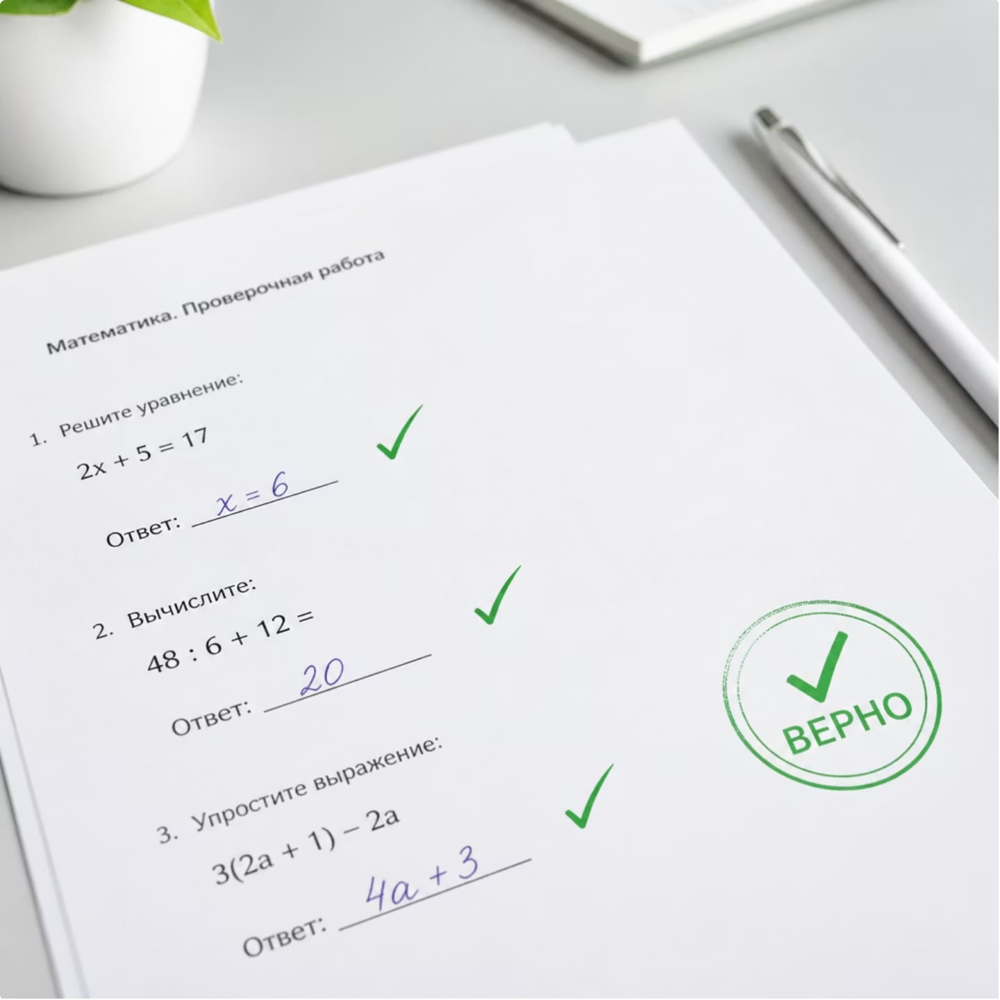 Математика. Проверочная работа
1. Решите уравнение:
2x + 5 = 17
Ответ: x = 6
2. Вычислите:
48 : 6 + 12 =
Ответ: 20
3. Упростите выражение:
3(2a + 1) – 2a
Ответ: 4a + 3
ВЕРНО